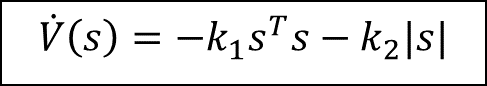 V̇(s) = −k₁sᵀs − k₂|s|